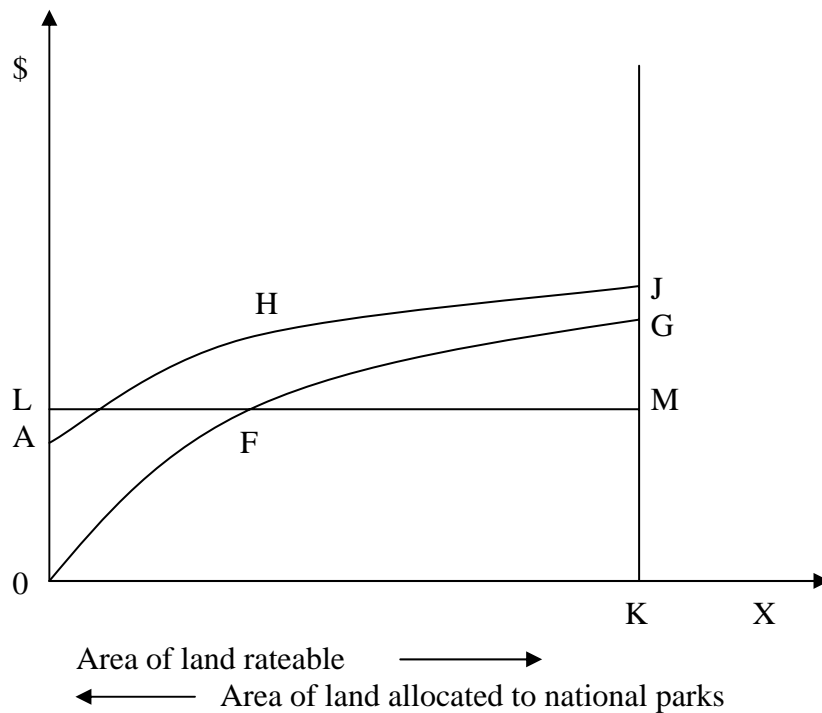 $
H
J
G
L
M
A
F
0
K X
Area of land rateable
Area of land allocated to national parks